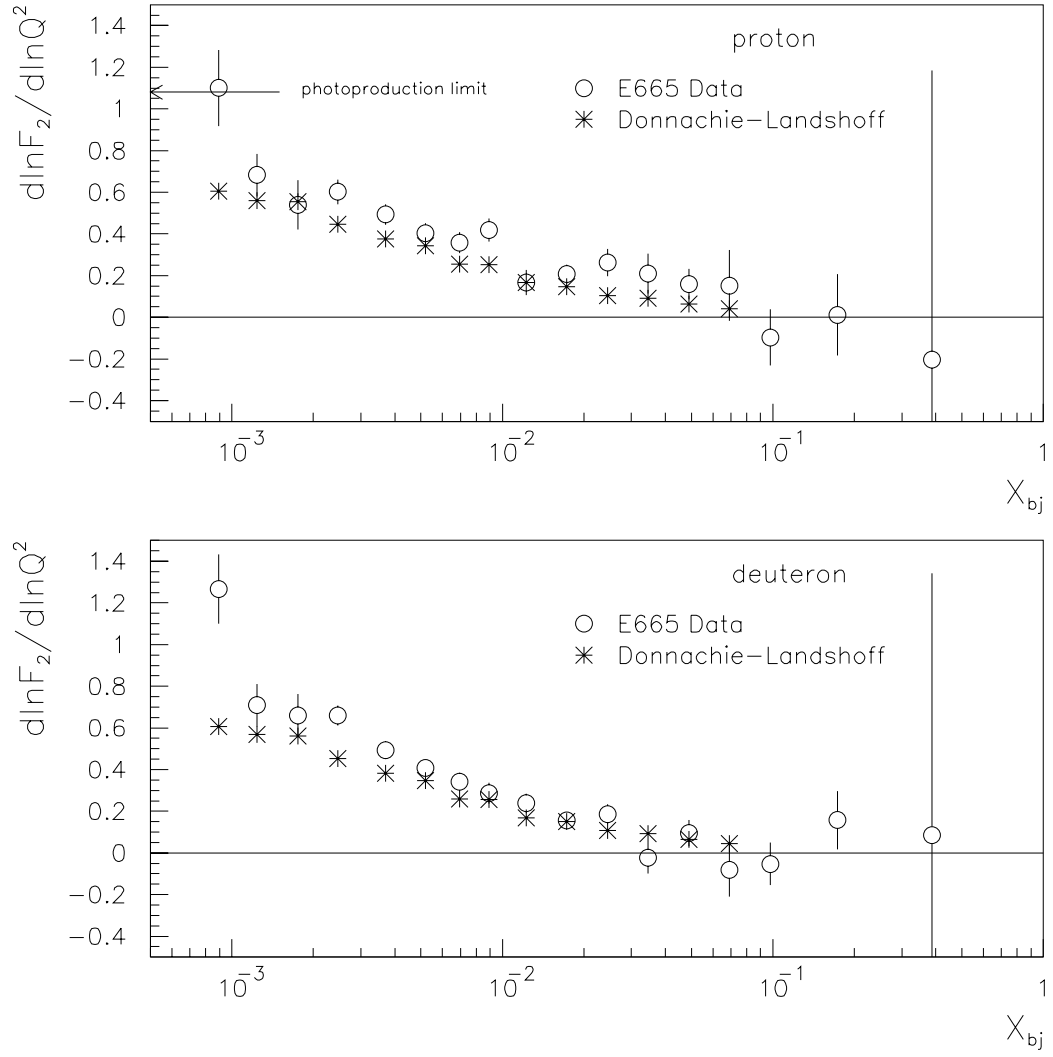 dlnF₂/dlnQ²
proton
E665 Data
Donnachie-Landshoff
photoproduction limit
1.4
1.2
1
0.8
0.6
0.4
0.2
0
-0.2
-0.4
10⁻³
10⁻²
10⁻¹
1
X_bj
dlnF₂/dlnQ²
deuteron
E665 Data
Donnachie-Landshoff
1.4
1.2
1
0.8
0.6
0.4
0.2
0
-0.2
-0.4
10⁻³
10⁻²
10⁻¹
1
X_bj